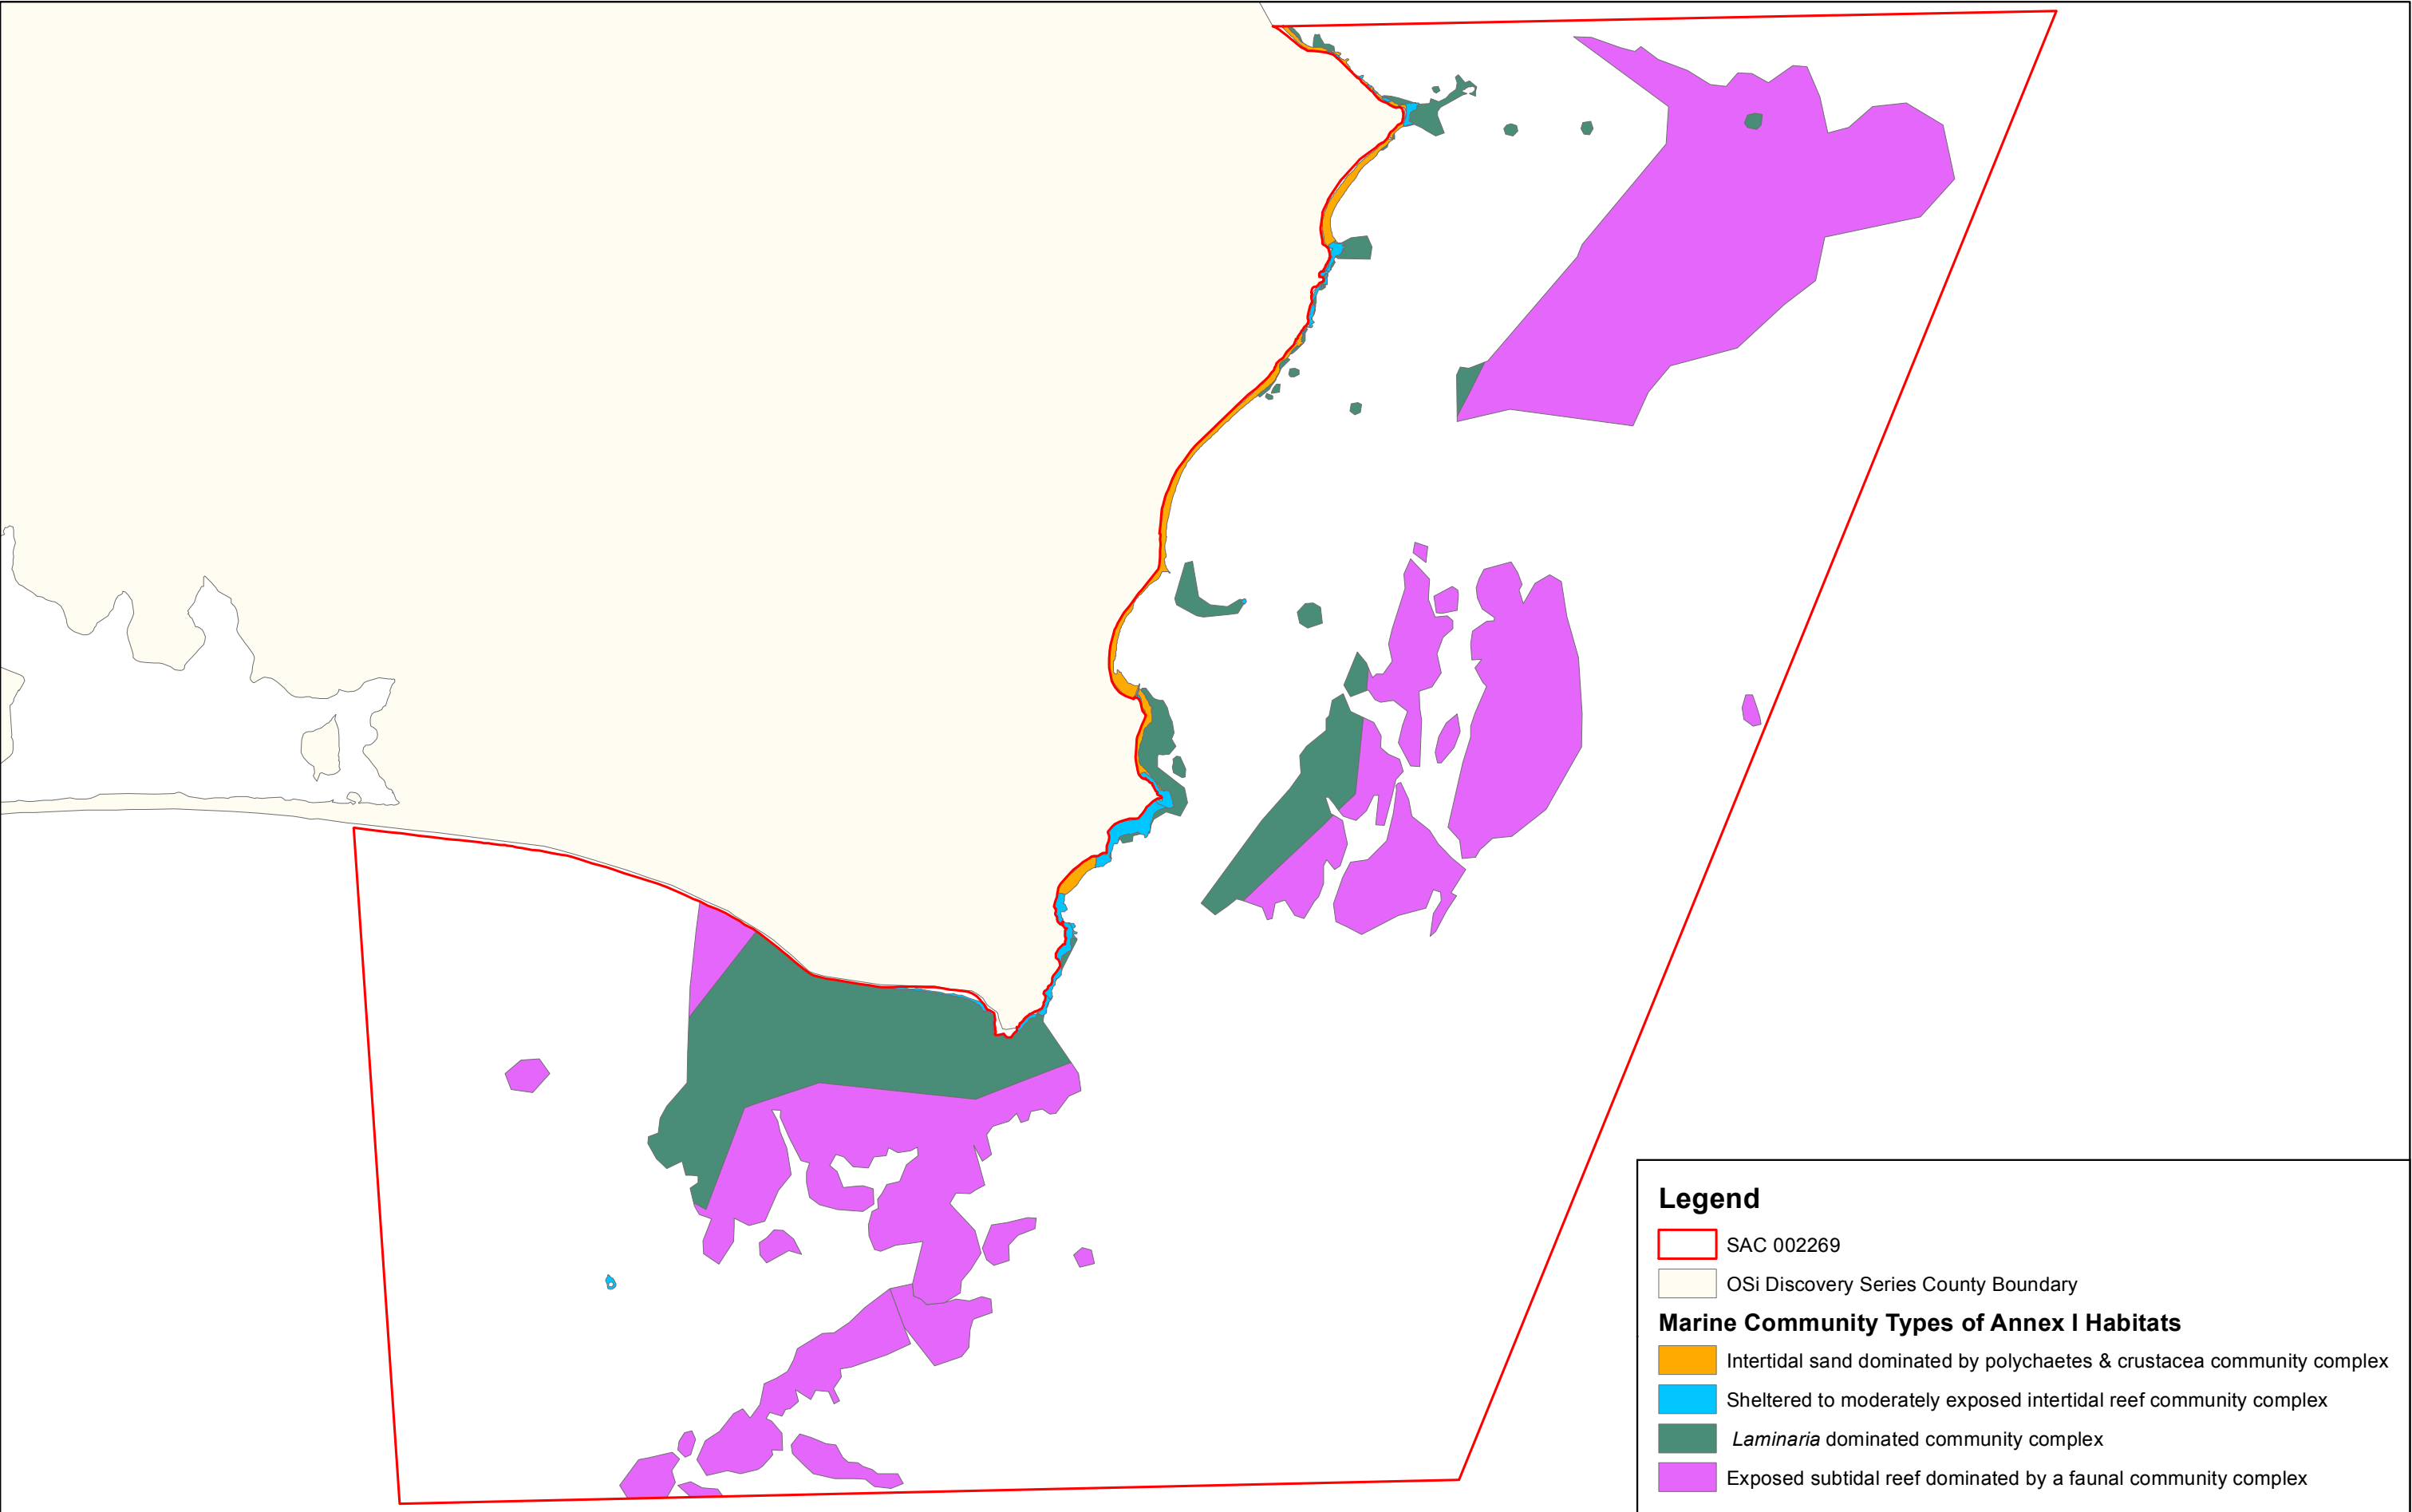 Legend
SAC 002269
OSi Discovery Series County Boundary
Marine Community Types of Annex I Habitats
Intertidal sand dominated by polychaetes & crustacea community complex
Sheltered to moderately exposed intertidal reef community complex
Laminaria dominated community complex
Exposed subtidal reef dominated by a faunal community complex